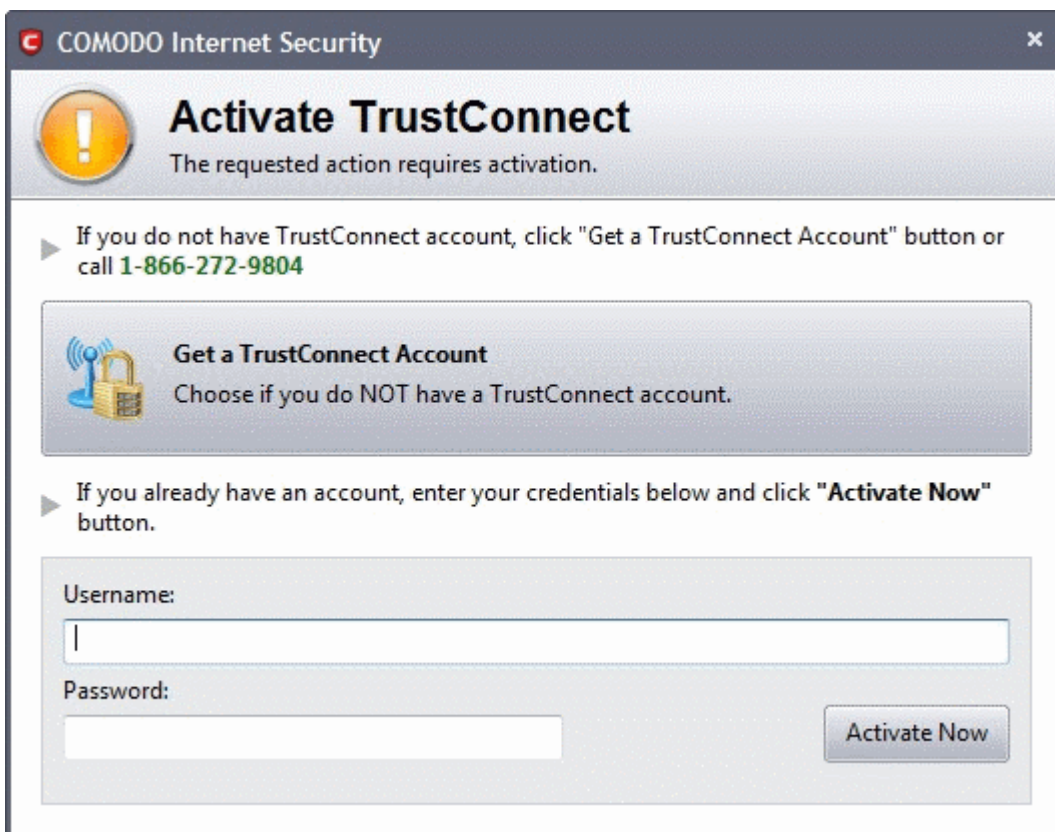 COMODO Internet Security
Activate TrustConnect
The requested action requires activation.
If you do not have TrustConnect account, click "Get a TrustConnect Account" button or
call 1-866-272-9804
Get a TrustConnect Account
Choose if you do NOT have a TrustConnect account.
If you already have an account, enter your credentials below and click "Activate Now"
button.
Username:
Password:
Activate Now